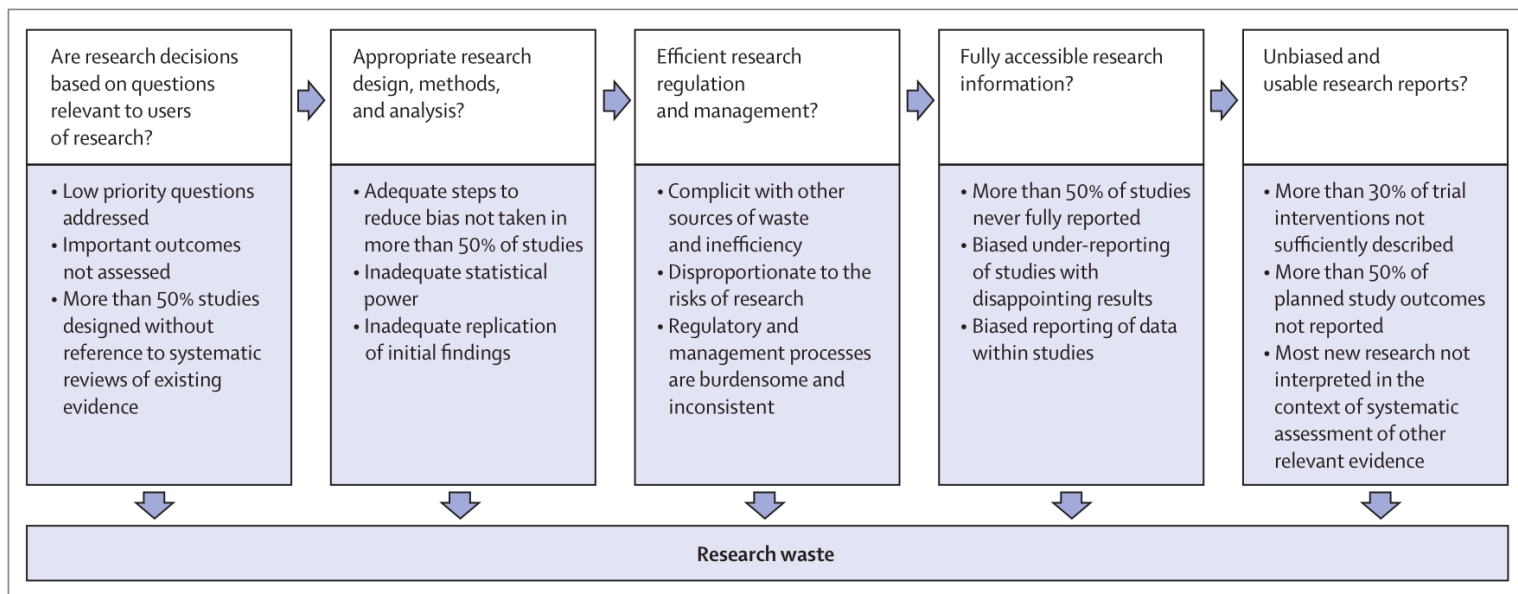 Are research decisions
based on questions
relevant to users
of research?
• Low priority questions
addressed
• Important outcomes
not assessed
• More than 50% studies
designed without
reference to systematic
reviews of existing
evidence
Appropriate research
design, methods,
and analysis?
• Adequate steps to
reduce bias not taken in
more than 50% of studies
• Inadequate statistical
power
• Inadequate replication
of initial findings
Efficient research
regulation
and management?
• Complicit with other
sources of waste
and inefficiency
• Disproportionate to the
risks of research
• Regulatory and
management processes
are burdensome and
inconsistent
Fully accessible research
information?
• More than 50% of studies
never fully reported
• Biased under-reporting
of studies with
disappointing results
• Biased reporting of data
within studies
Unbiased and
usable research reports?
• More than 30% of trial
interventions not
sufficiently described
• More than 50% of
planned study outcomes
not reported
• Most new research not
interpreted in the
context of systematic
assessment of other
relevant evidence
Research waste